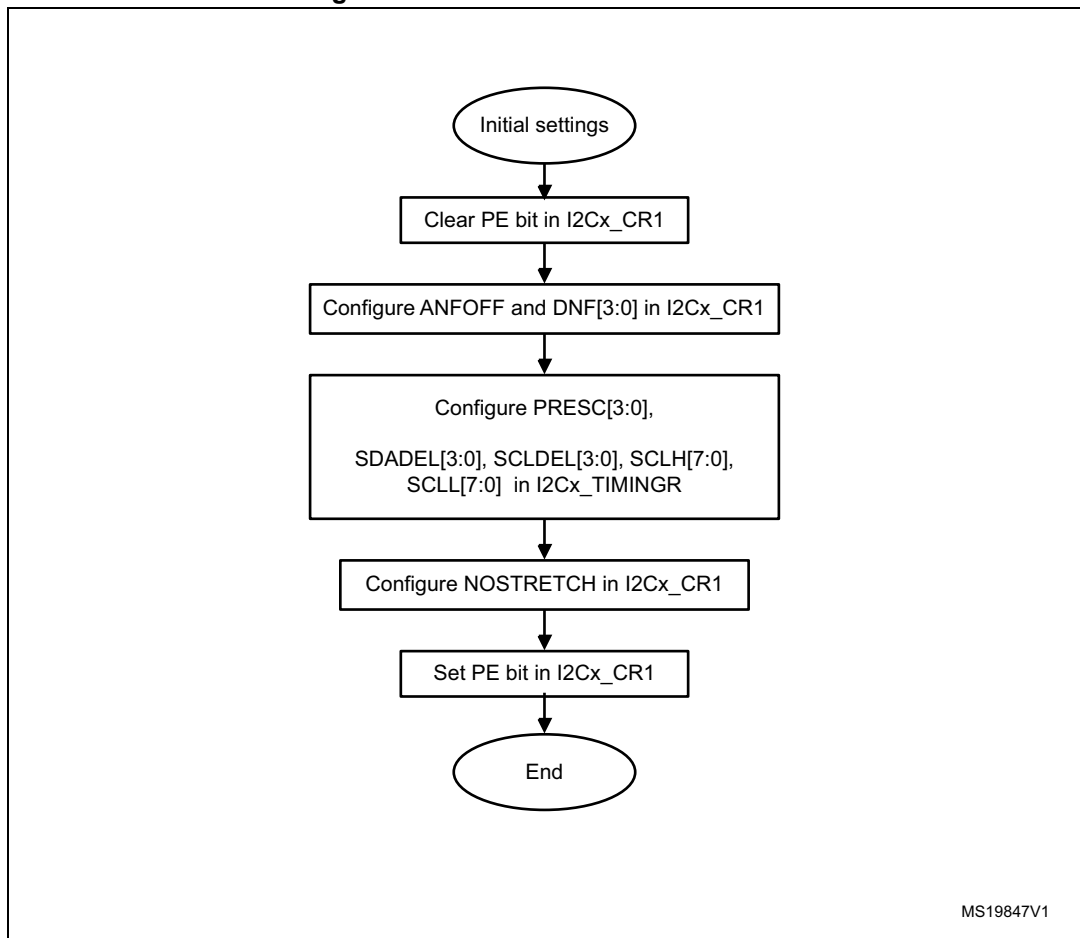 Initial settings
Clear PE bit in I2Cx_CR1
Configure ANFOFF and DNF[3:0] in I2Cx_CR1
Configure PRESC[3:0],
SDADEL[3:0], SCLDEL[3:0], SCLH[7:0],
SCLL[7:0] in I2Cx_TIMINGR
Configure NOSTRETCH in I2Cx_CR1
Set PE bit in I2Cx_CR1
End
MS19847V1